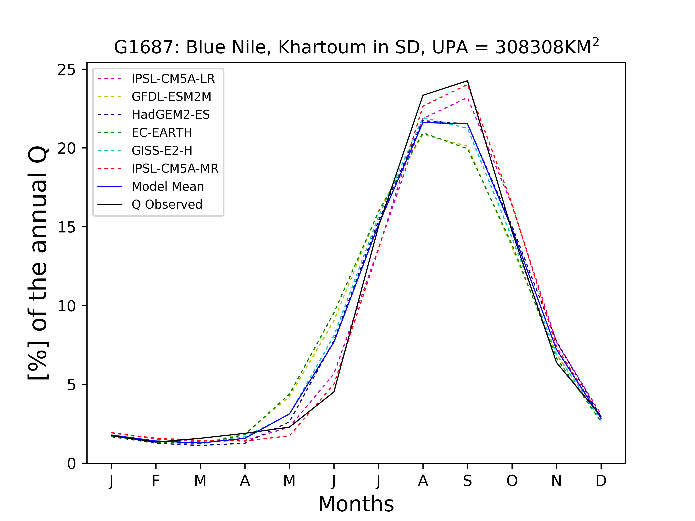 G1687: Blue Nile, Khartoum in SD, UPA = 308308KM²
25
20
15
10
5
0
[%] of the annual Q
IPSL-CM5A-LR
GFDL-ESM2M
HadGEM2-ES
EC-EARTH
GISS-E2-H
IPSL-CM5A-MR
Model Mean
Q Observed
J F M A M J J A S O N D
Months